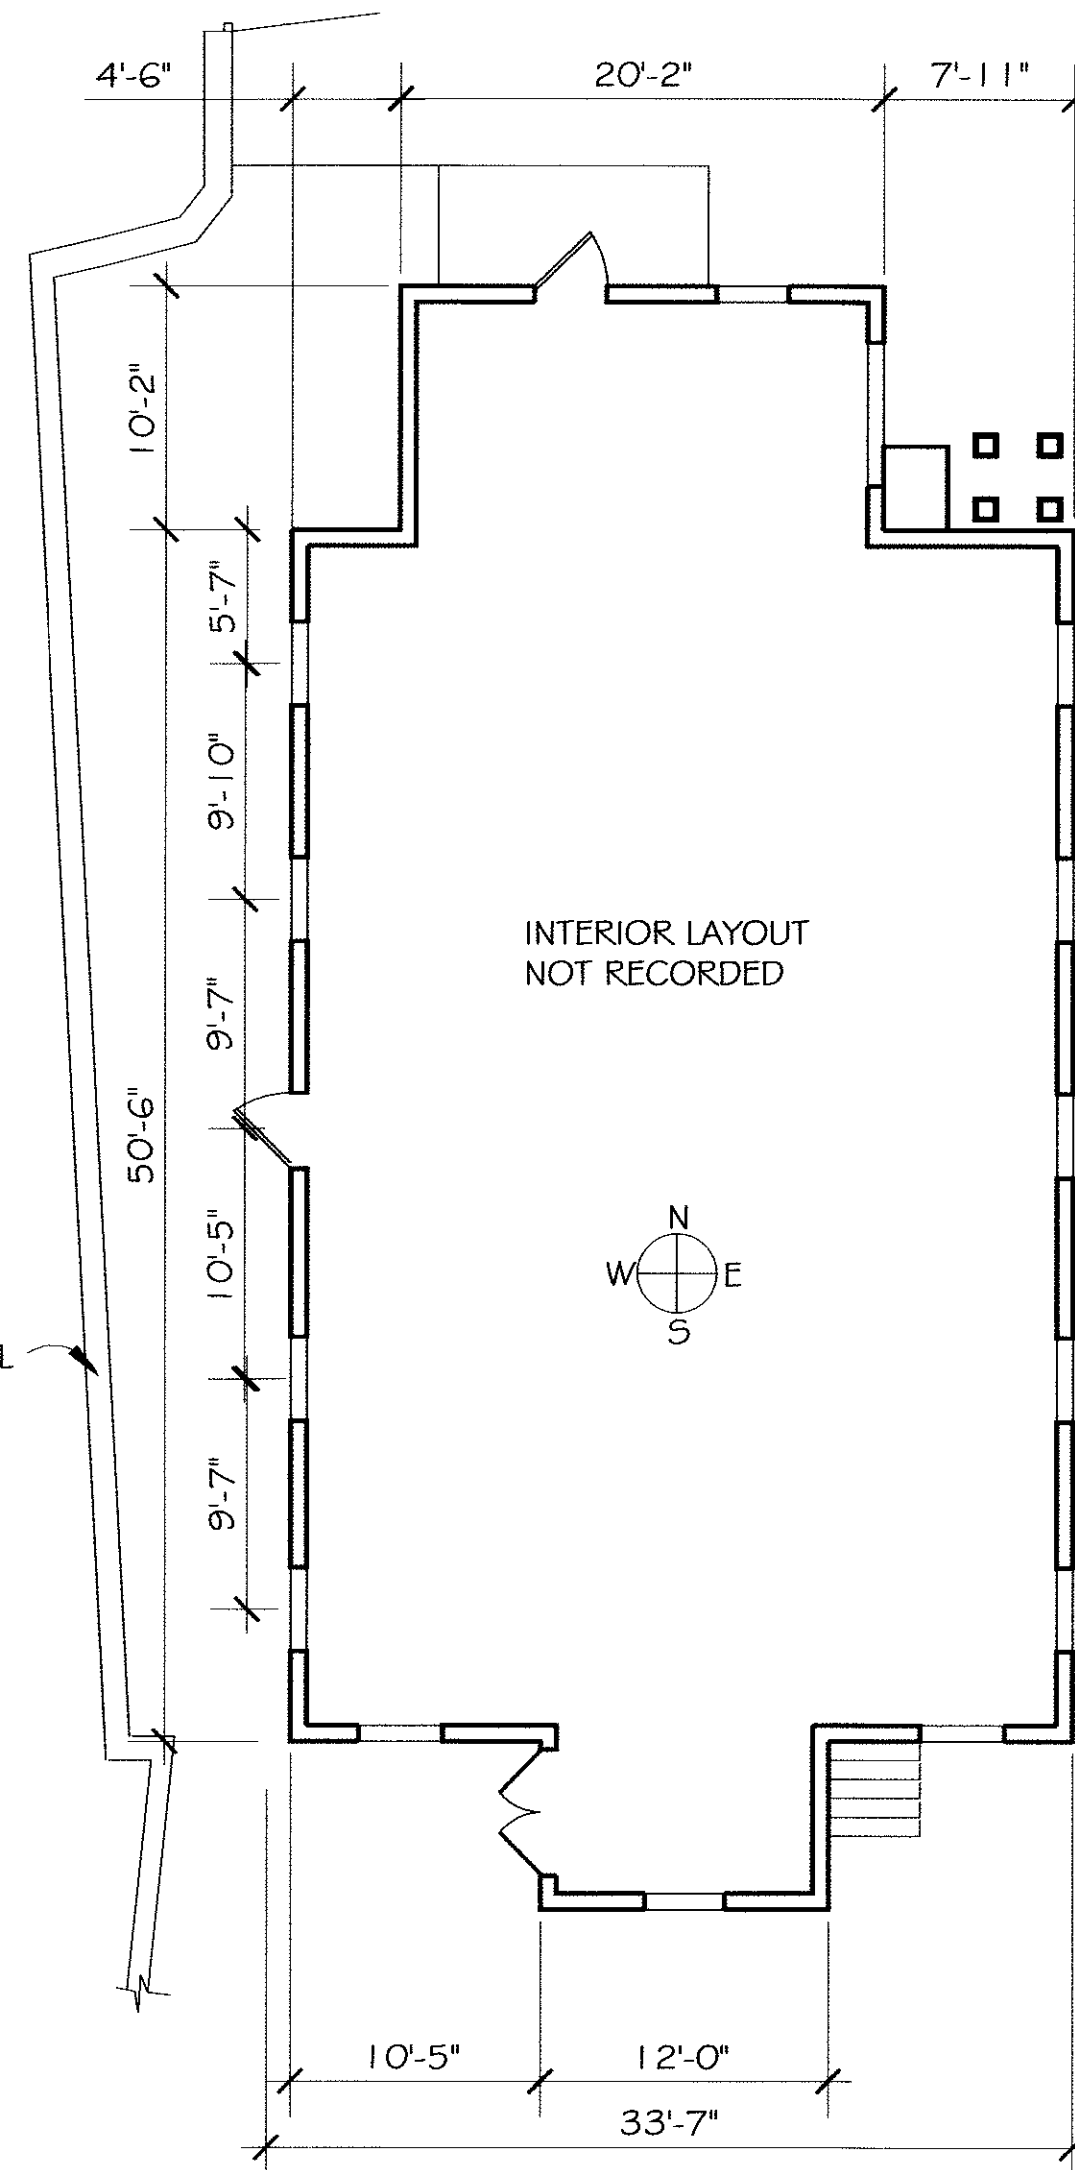 4'-6"
20'-2"
7'-11"
10'-2"
5'-7"
9'-10"
INTERIOR LAYOUT
NOT RECORDED
9'-7"
50'-6"
N
W E
S
10'-5"
L
9'-7"
10'-5"
12'-0"
33'-7"